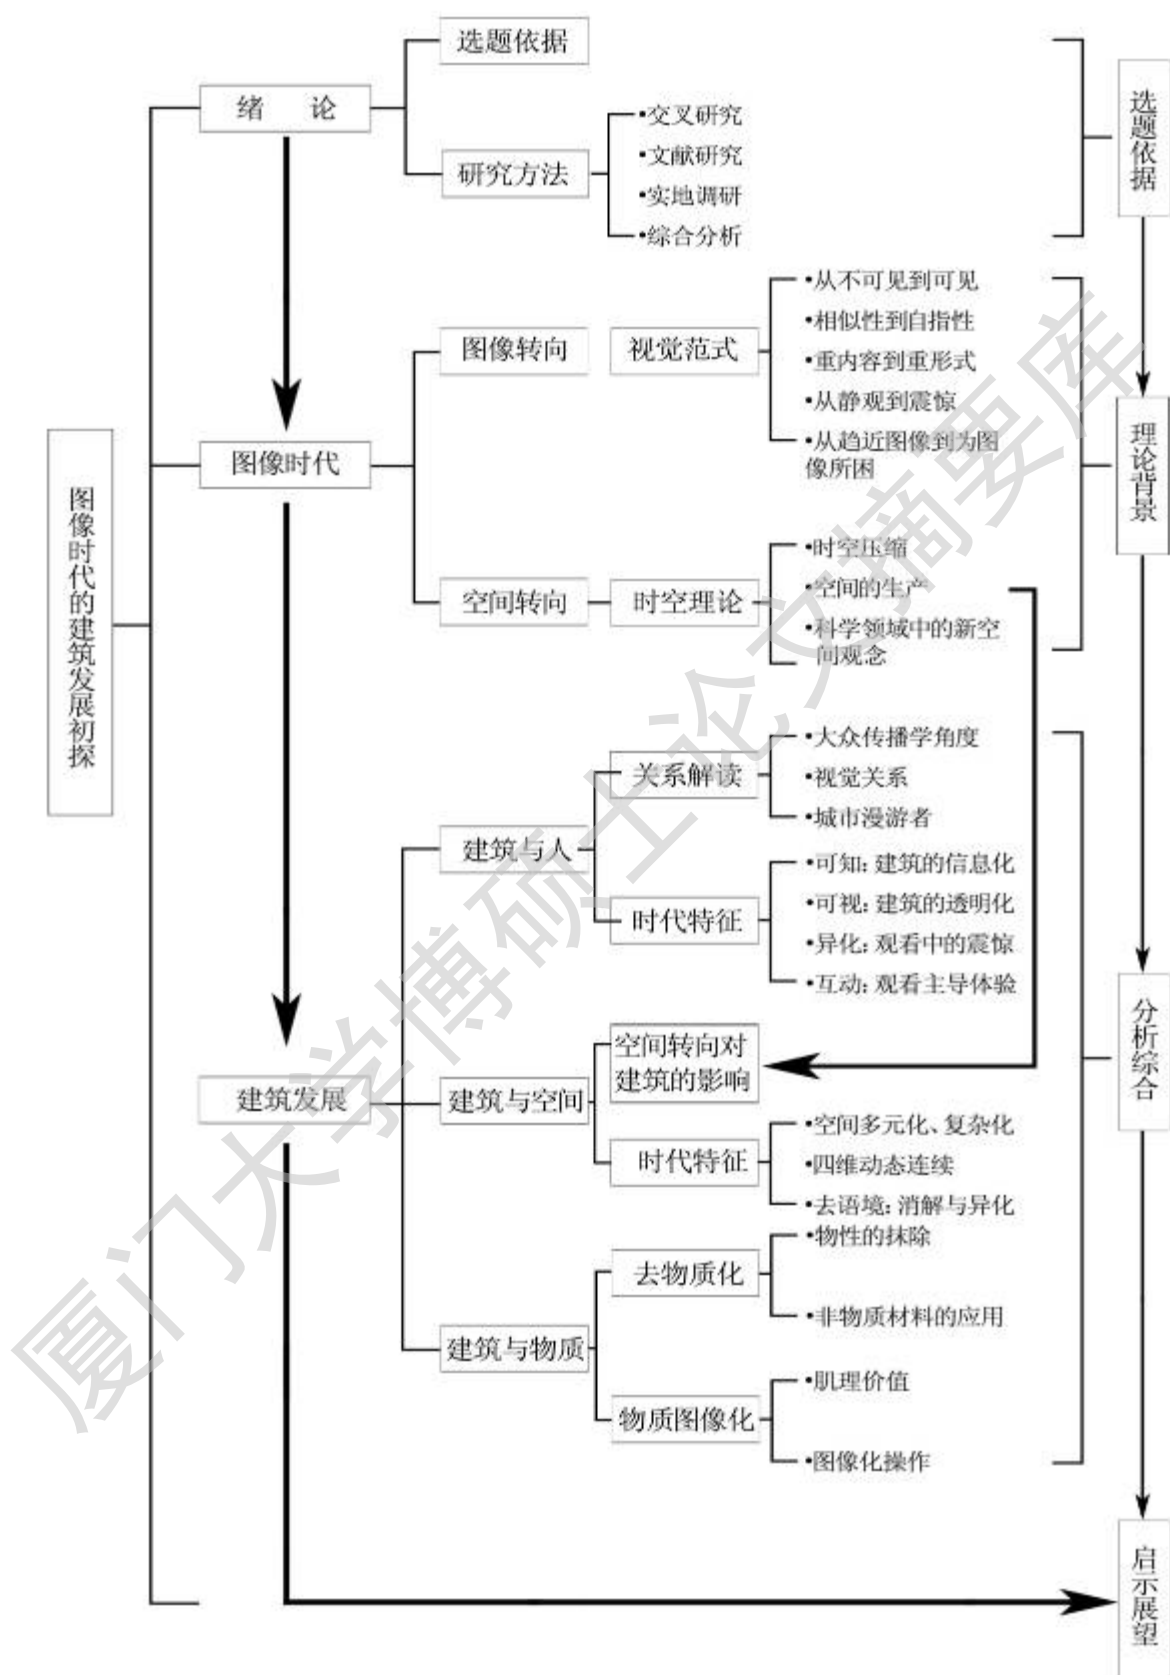 图像时代的建筑发展初探
绪 论
选题依据
研究方法
•交叉研究
•文献研究
•实地调研
•综合分析
选题依据
图像时代
图像转向
视觉范式
•从不可见到可见
•相似性到自指性
•重内容到重形式
•从静观到震惊
•从趋近图像到为图
像所困
空间转向
时空理论
•时空压缩
•空间的生产
•科学领域中的新空
间观念
理论背景
建筑发展
建筑与人
关系解读
•大众传播学角度
•视觉关系
•城市漫游者
时代特征
•可知: 建筑的信息化
•可视: 建筑的透明化
•异化: 观看中的震惊
•互动: 观看主导体验
建筑与空间
空间转向对
建筑的影响
时代特征
•空间多元化、复杂化
•四维动态连续
•去语境: 消解与异化
建筑与物质
去物质化
•物性的抹除
•非物质材料的应用
物质图像化
•肌理价值
•图像化操作
分析综合
启示展望
厦门大学博硕士论文摘要库